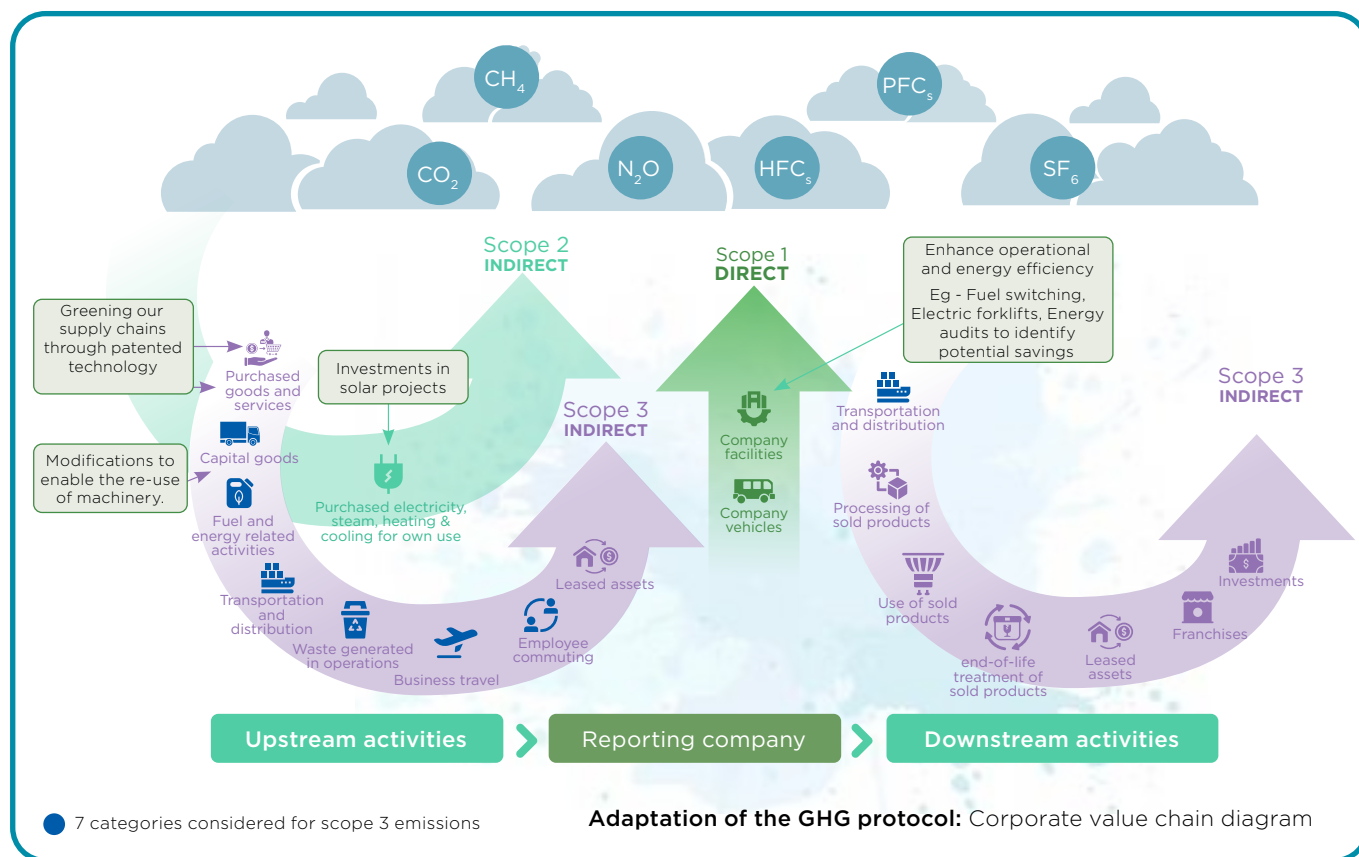 CH4
PFCs
CO2
N2O
HFCs
SF6
Scope 2
INDIRECT
Scope 1
DIRECT
Enhance operational
and energy efficiency
Eg - Fuel switching,
Electric forklifts, Energy
audits to identify
potential savings
Greening our
supply chains
through patented
technology
Purchased
goods and
services
Investments in
solar projects
Scope 3
INDIRECT
Scope 3
INDIRECT
Transportation
and distribution
Company
facilities
Modifications to
enable the re-use
of machinery.
Capital goods
Purchased electricity,
steam, heating &
cooling for own use
Company
vehicles
Processing of
sold products
Fuel and
energy related
activities
Leased assets
Investments
Transportation
and
distribution
Use of sold
products
Franchises
Waste generated
in operations
Employee
commuting
end-of-life
treatment of
sold products
Leased
assets
Business travel
Upstream activities
Reporting company
Downstream activities
7 categories considered for scope 3 emissions
Adaptation of the GHG protocol: Corporate value chain diagram